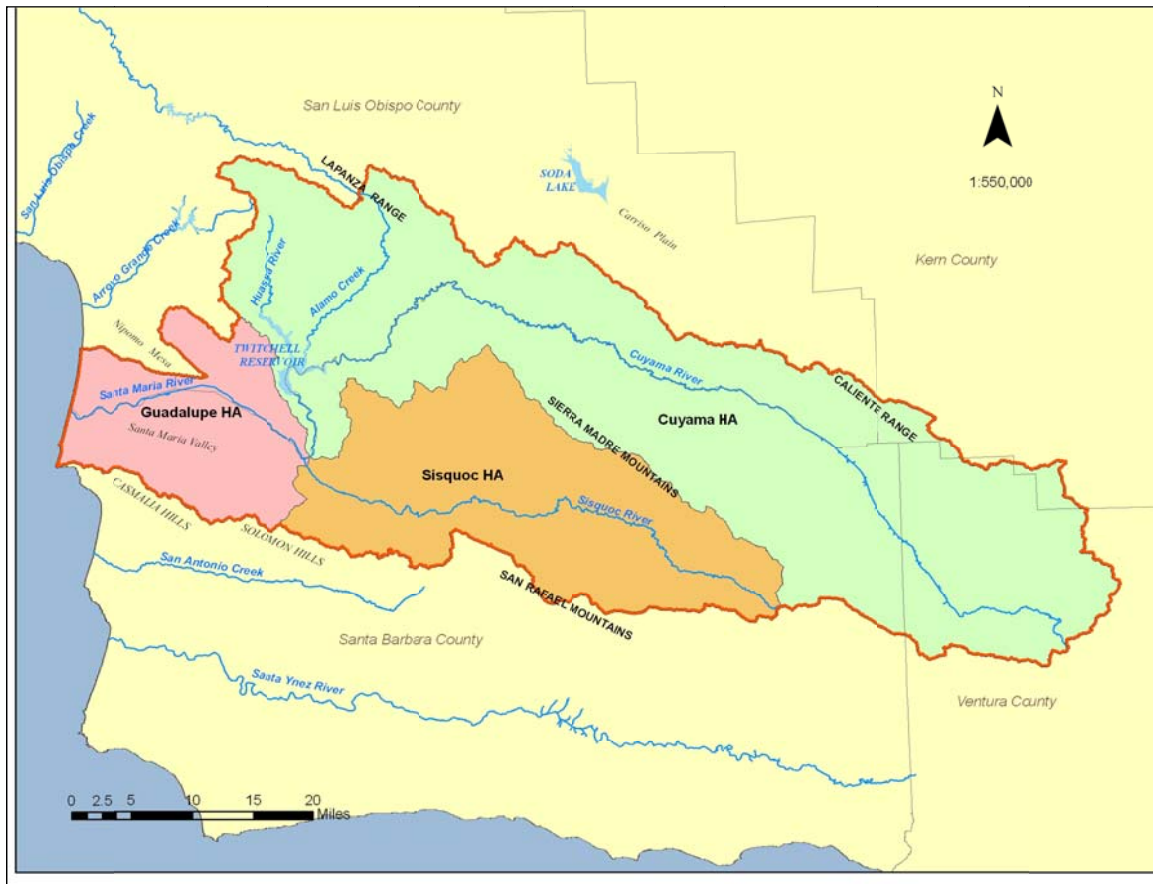 San Luis Obispo County
N
1:550,000
San Luis Obispo Creek
LAPANZA RANGE
SODA
LAKE
Carriso Plain
Kern County
Arroyo Grande Creek
Huasna River
Alamo Creek
Nipomo Mesa
TWITCHELL
RESERVOIR
Cuyama River
CALIENTE RANGE
Santa Maria River
Guadalupe HA
Santa Maria Valley
SIERRA MADRE MOUNTAINS
Cuyama HA
Sisquoc HA
Sisquoc River
CASMALIA HILLS
SOLOMON HILLS
San Antonio Creek
SAN RAFAEL MOUNTAINS
Santa Barbara County
Santa Ynez River
Ventura County
0 2.5 5 10 15 20
Miles